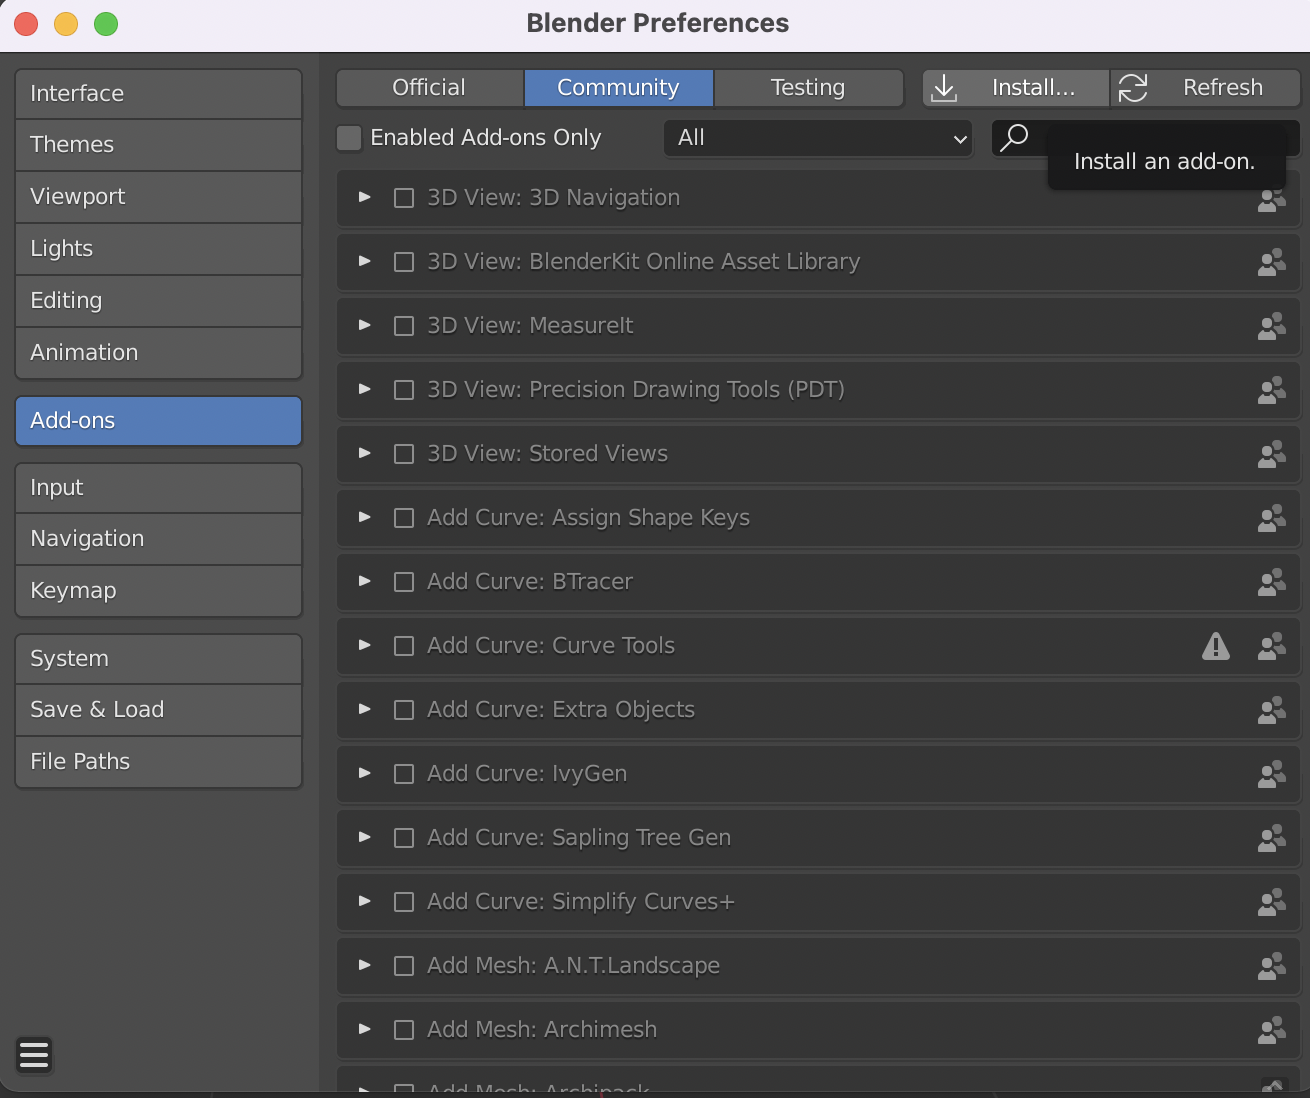 Blender Preferences
Interface
Themes
Viewport
Lights
Editing
Animation
Add-ons
Input
Navigation
Keymap
System
Save & Load
File Paths
Official Community Testing Install... Refresh
Enabled Add-ons Only All
Install an add-on.
3D View: 3D Navigation
3D View: BlenderKit Online Asset Library
3D View: MeasureIt
3D View: Precision Drawing Tools (PDT)
3D View: Stored Views
Add Curve: Assign Shape Keys
Add Curve: BTracer
Add Curve: Curve Tools
Add Curve: Extra Objects
Add Curve: IvyGen
Add Curve: Sapling Tree Gen
Add Curve: Simplify Curves+
Add Mesh: A.N.T.Landscape
Add Mesh: Archimesh
Add Mesh: Archipack